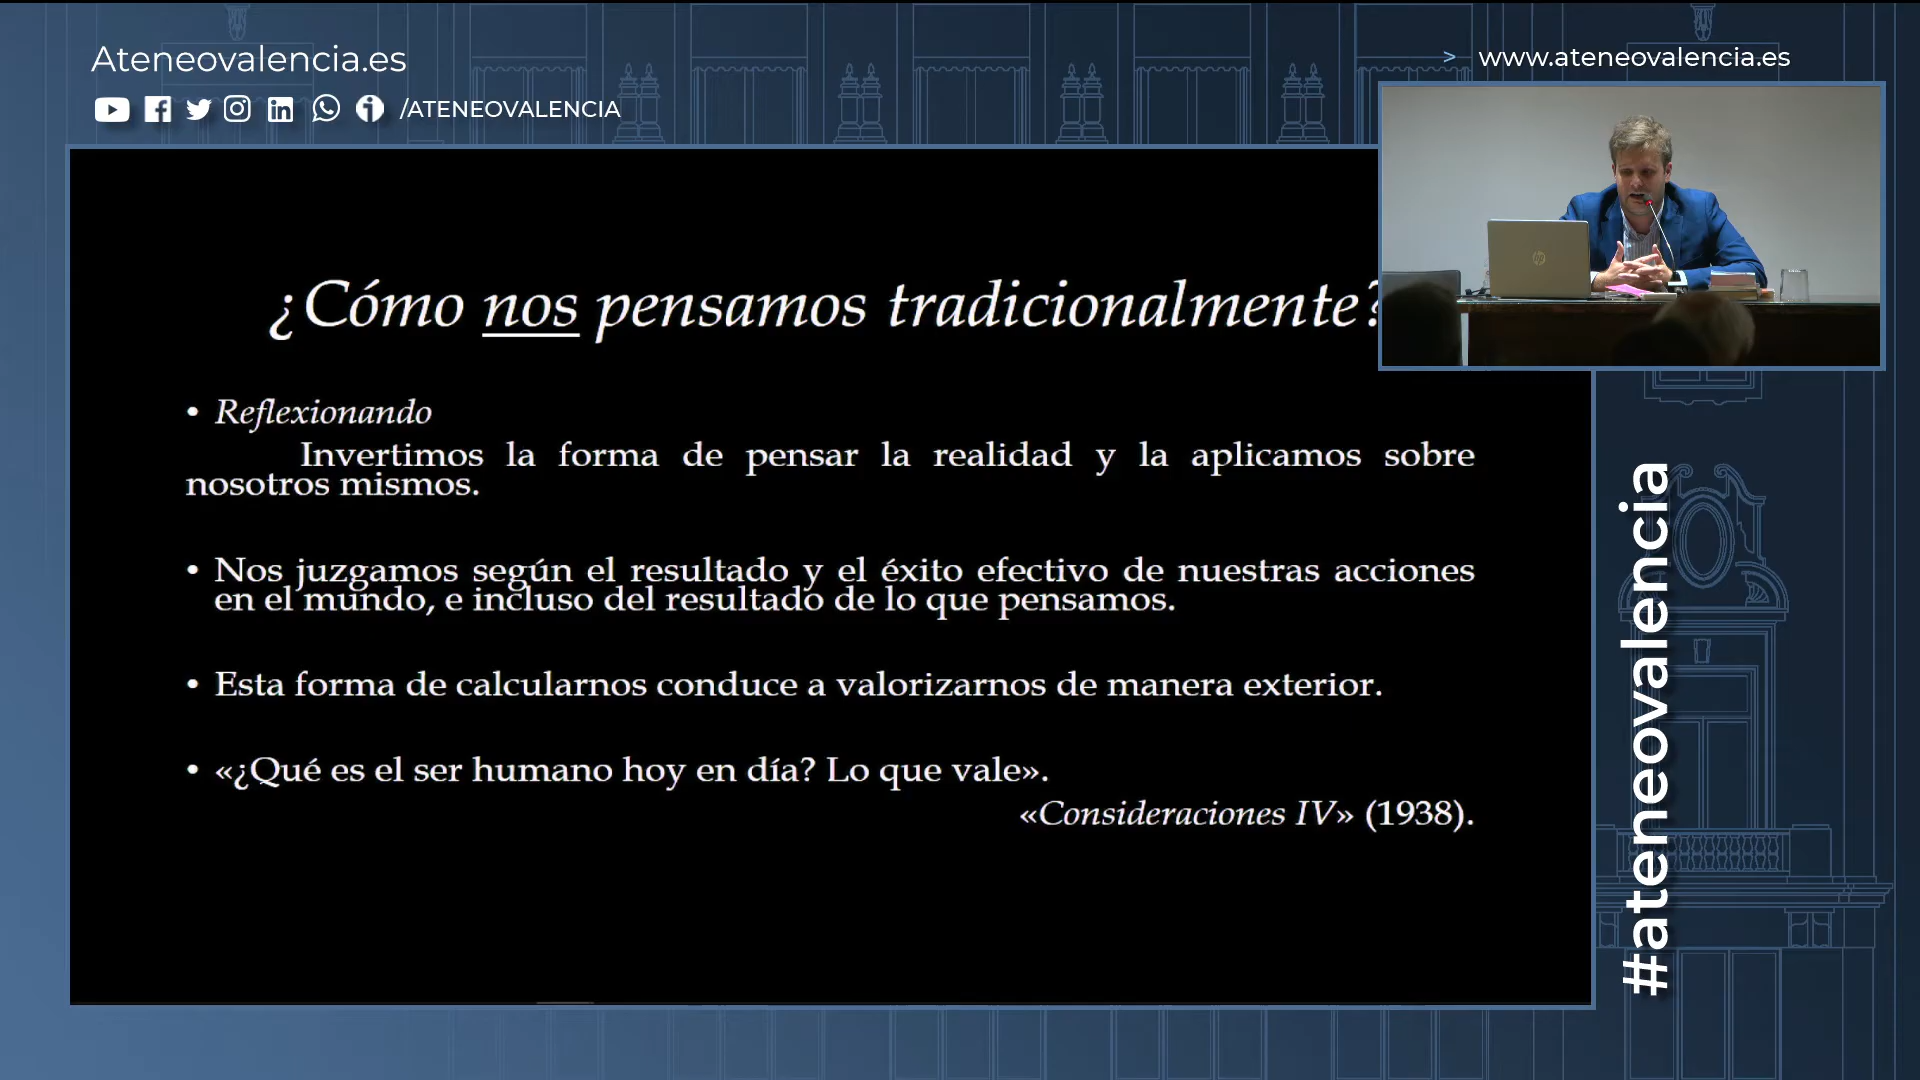 Ateneovalencia.es
/ATENEOVALENCIA
> www.ateneovalencia.es
¿Cómo nos pensamos tradicionalmente?
• Reflexionando
Invertimos la forma de pensar la realidad y la aplicamos sobre
nosotros mismos.
• Nos juzgamos según el resultado y el éxito efectivo de nuestras acciones
en el mundo, e incluso del resultado de lo que pensamos.
• Esta forma de calcularnos conduce a valorizarnos de manera exterior.
• «¿Qué es el ser humano hoy en día? Lo que vale».
«Consideraciones IV» (1938).
#ateneovalencia